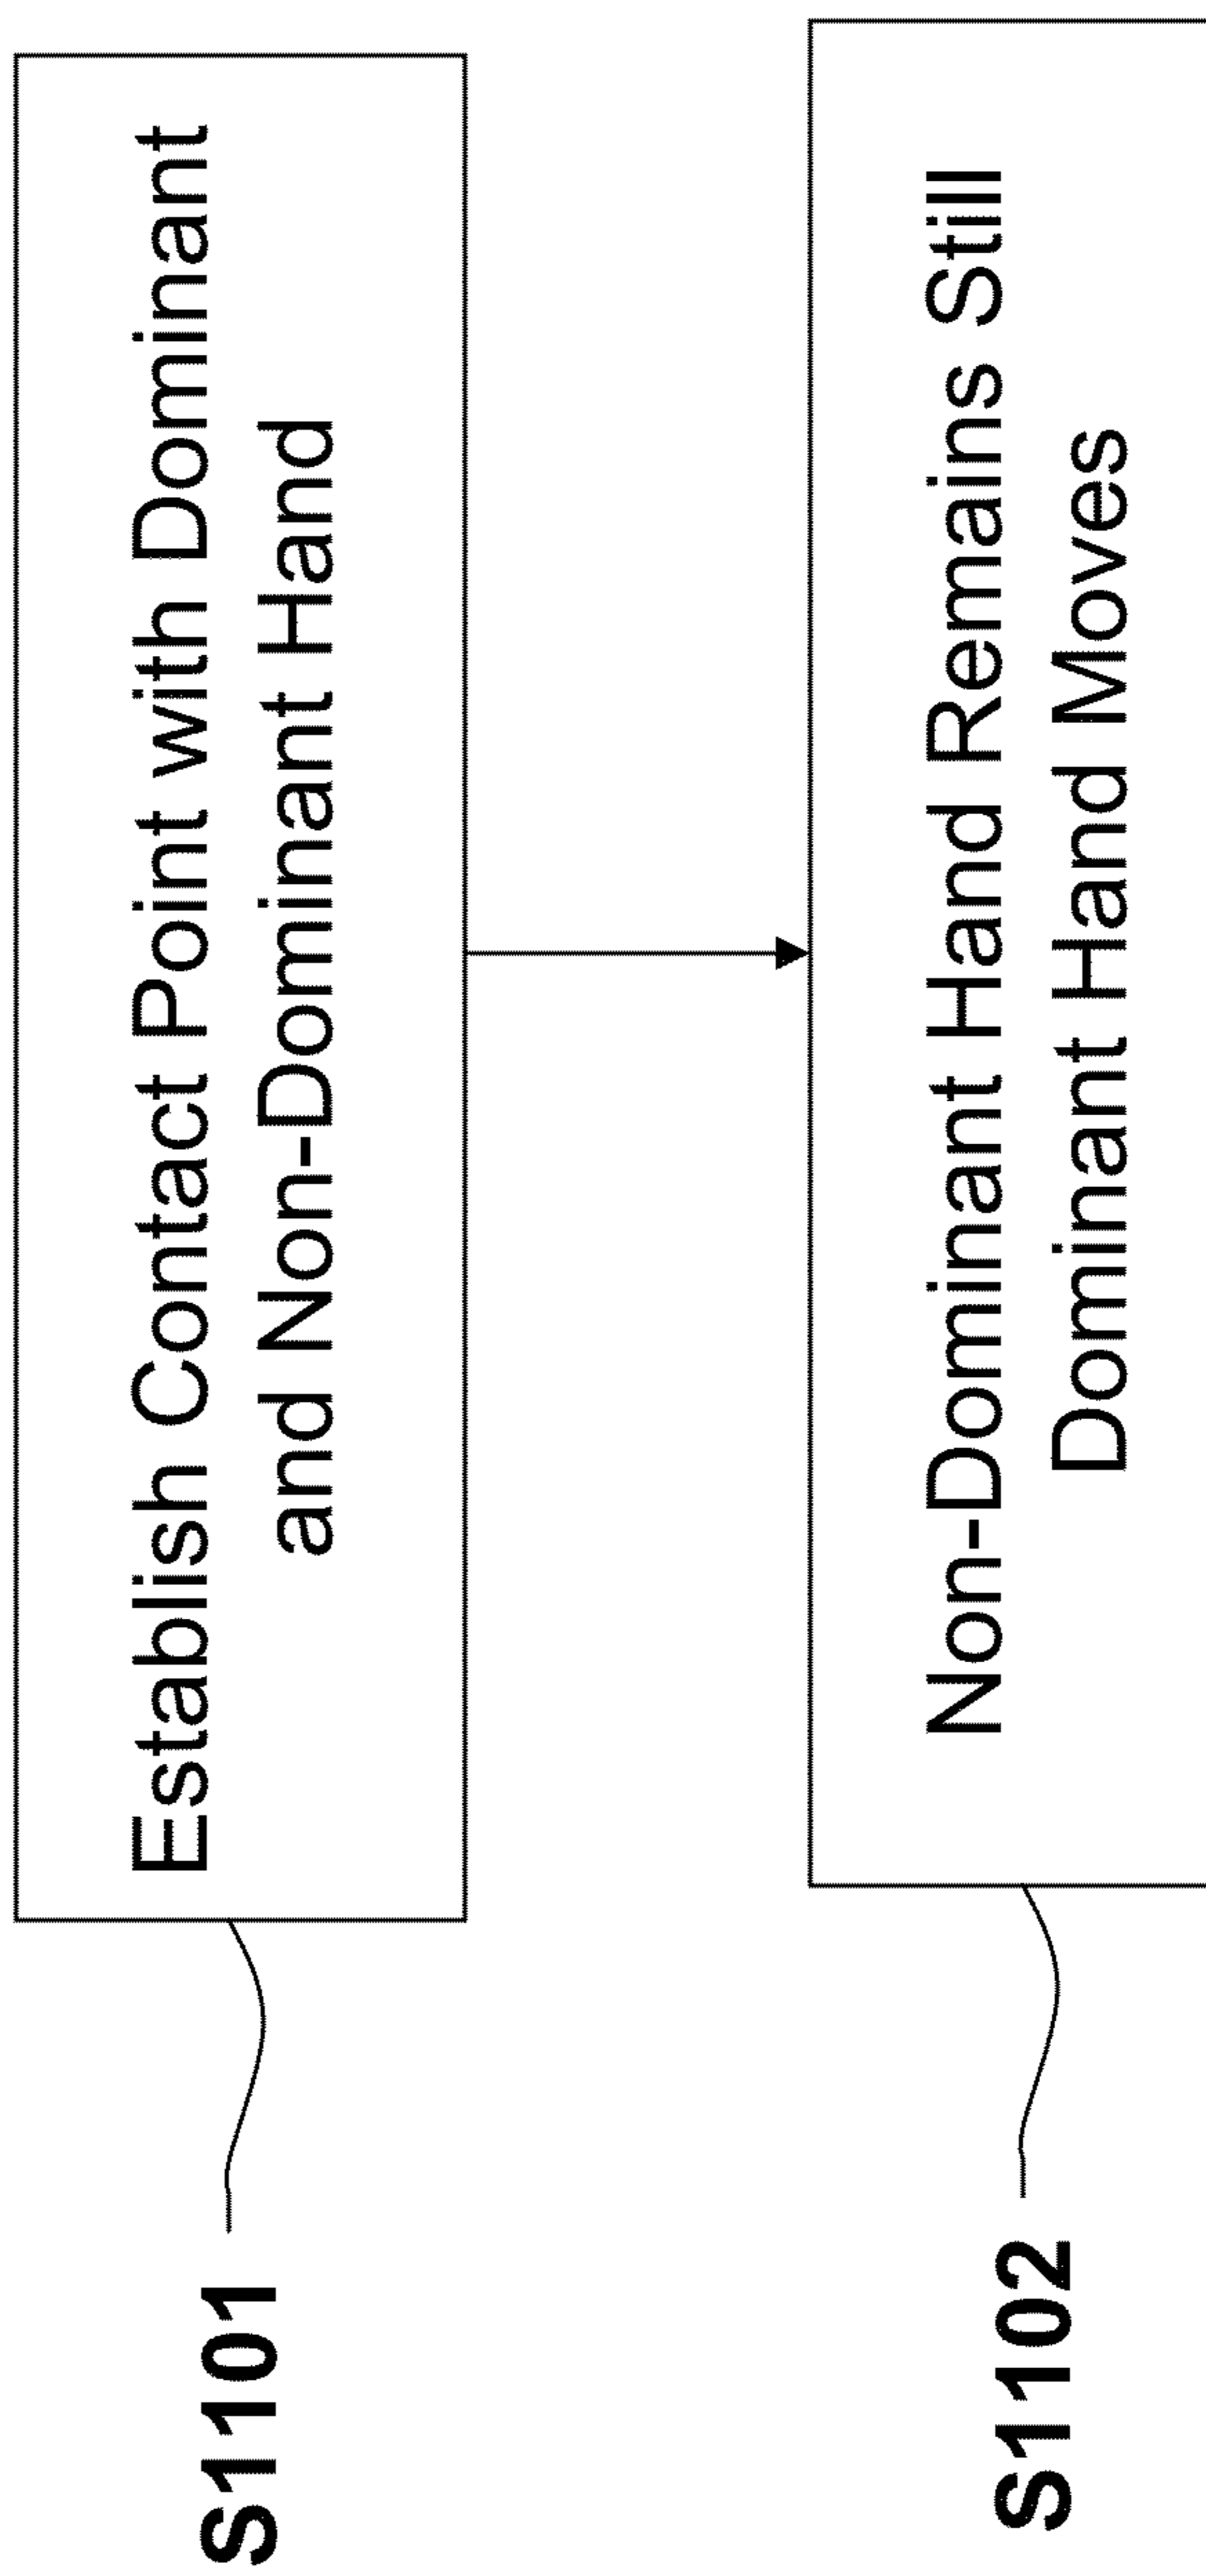 S1101
Establish Contact Point with Dominant
and Non-Dominant Hand
S1102
Non-Dominant Hand Remains Still
Dominant Hand Moves